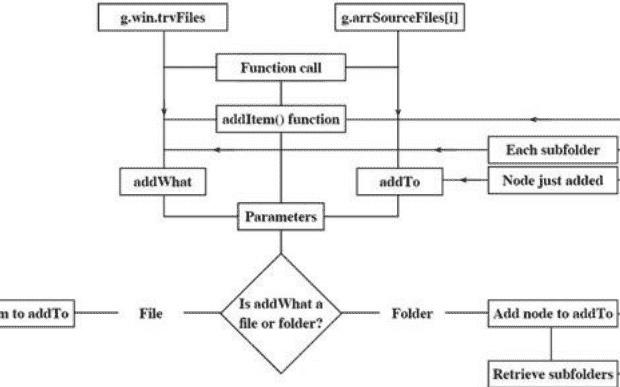 g.win.trvFiles
g.arrSourceFiles[i]
Function call
addItem() function
Each subfolder
addWhat
addTo
Node just added
Parameters
Is addWhat a
file or folder?
to addTo
File
Folder
Add node to addTo
Retrieve subfolders